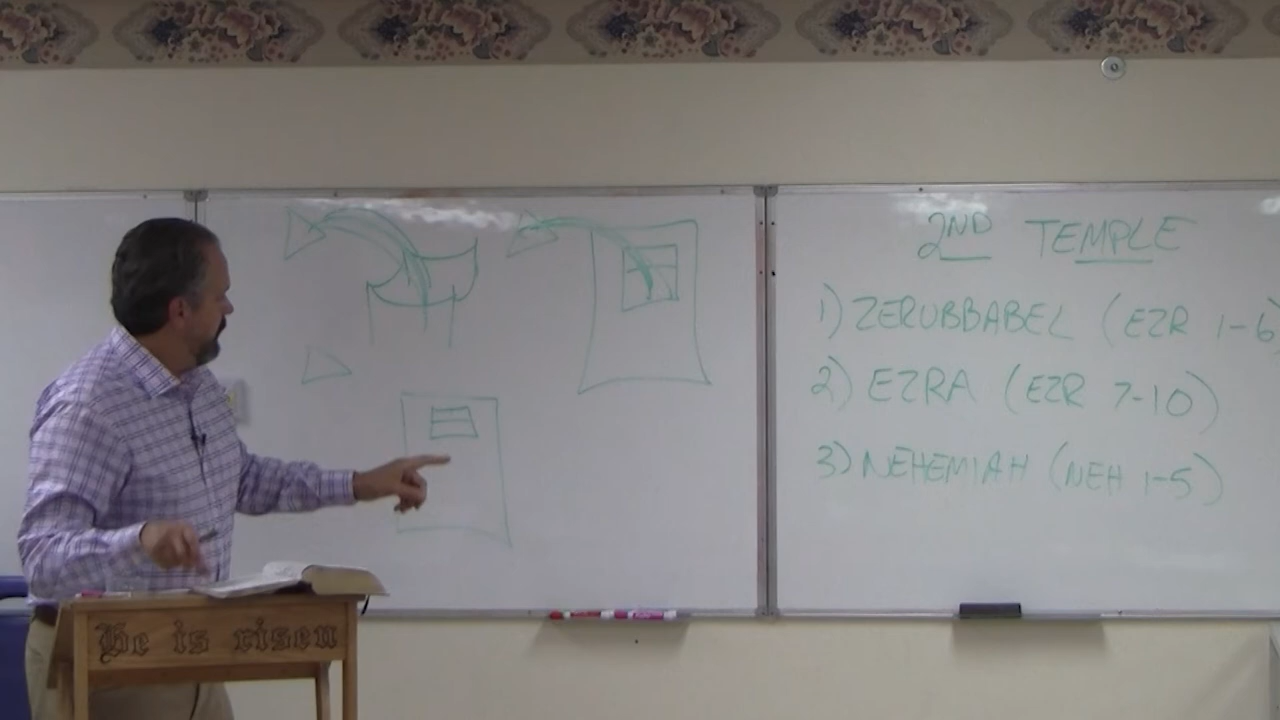 2ND TEMPLE
1) ZERUBBABEL (EZR 1-6)
2) EZRA (EZR 7-10)
3) NEHEMIAH (NEH 1-5)
He is risen